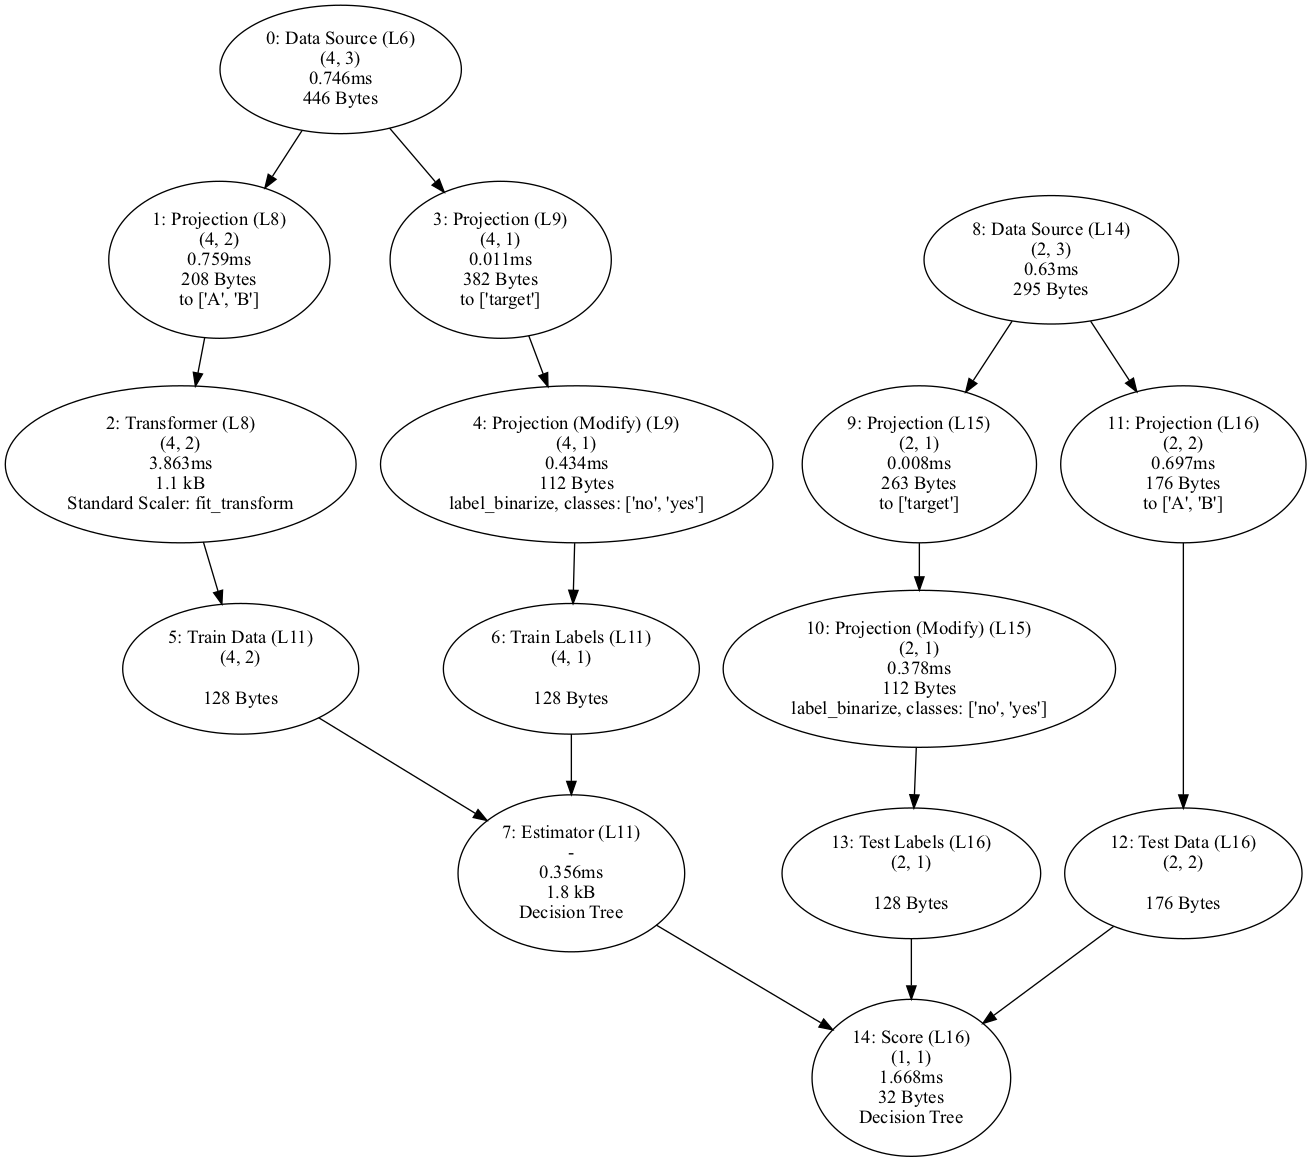 0: Data Source (L6)
(4, 3)
0.746ms
446 Bytes
1: Projection (L8)
(4, 2)
0.759ms
208 Bytes
to ['A', 'B']
3: Projection (L9)
(4, 1)
0.011ms
382 Bytes
to ['target']
8: Data Source (L14)
(2, 3)
0.63ms
295 Bytes
2: Transformer (L8)
(4, 2)
3.863ms
1.1 kB
Standard Scaler: fit_transform
4: Projection (Modify) (L9)
(4, 1)
0.434ms
112 Bytes
label_binarize, classes: ['no', 'yes']
9: Projection (L15)
(2, 1)
0.008ms
263 Bytes
to ['target']
11: Projection (L16)
(2, 2)
0.697ms
176 Bytes
to ['A', 'B']
5: Train Data (L11)
(4, 2)
128 Bytes
6: Train Labels (L11)
(4, 1)
128 Bytes
10: Projection (Modify) (L15)
(2, 1)
0.378ms
112 Bytes
label_binarize, classes: ['no', 'yes']
7: Estimator (L11)
-
0.356ms
1.8 kB
Decision Tree
13: Test Labels (L16)
(2, 1)
128 Bytes
12: Test Data (L16)
(2, 2)
176 Bytes
14: Score (L16)
(1, 1)
1.668ms
32 Bytes
Decision Tree